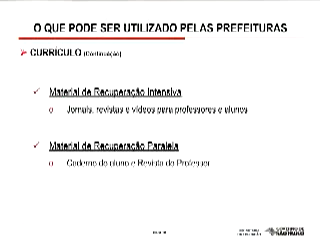 O QUE PODE SER UTILIZADO PELAS PREFEITURAS
CURRÍCULO (Continuação)
Material de Recuperação Intensiva
o Jornais, revistas e vídeos para professores e alunos
Material de Recuperação Paralela
o Caderno do aluno e Revista do Professor